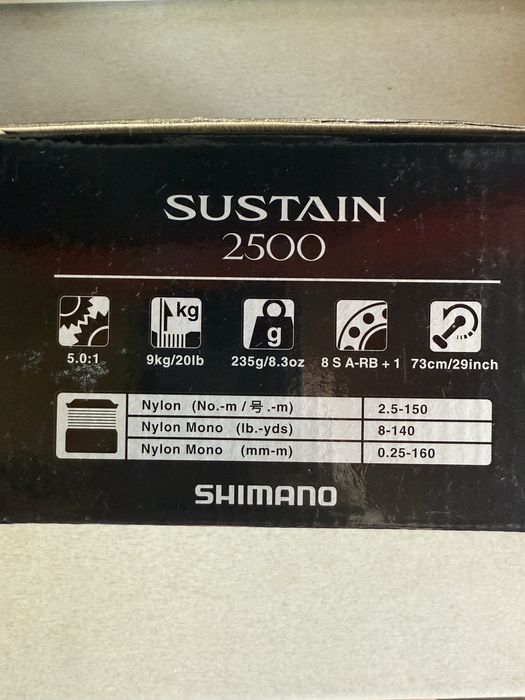 SUSTAIN
2500
kg
g
5.0:1 9kg/20lb 235g/8.3oz 8 S A-RB + 1 73cm/29inch
Nylon (No.-m / 号.-m) 2.5-150
Nylon Mono (lb.-yds) 8-140
Nylon Mono (mm-m) 0.25-160
SHIMANO